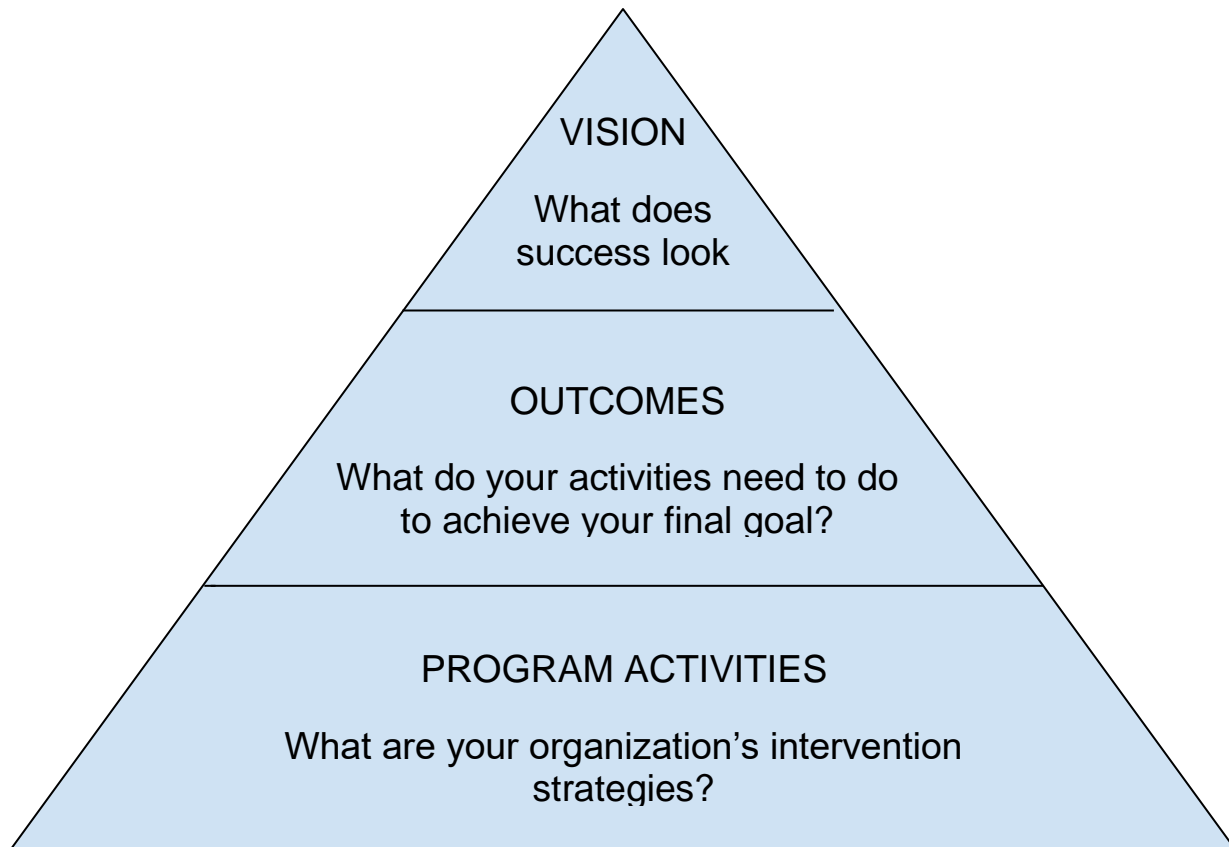 VISION
What does
success look
OUTCOMES
What do your activities need to do
to achieve your final goal?
PROGRAM ACTIVITIES
What are your organization’s intervention
strategies?